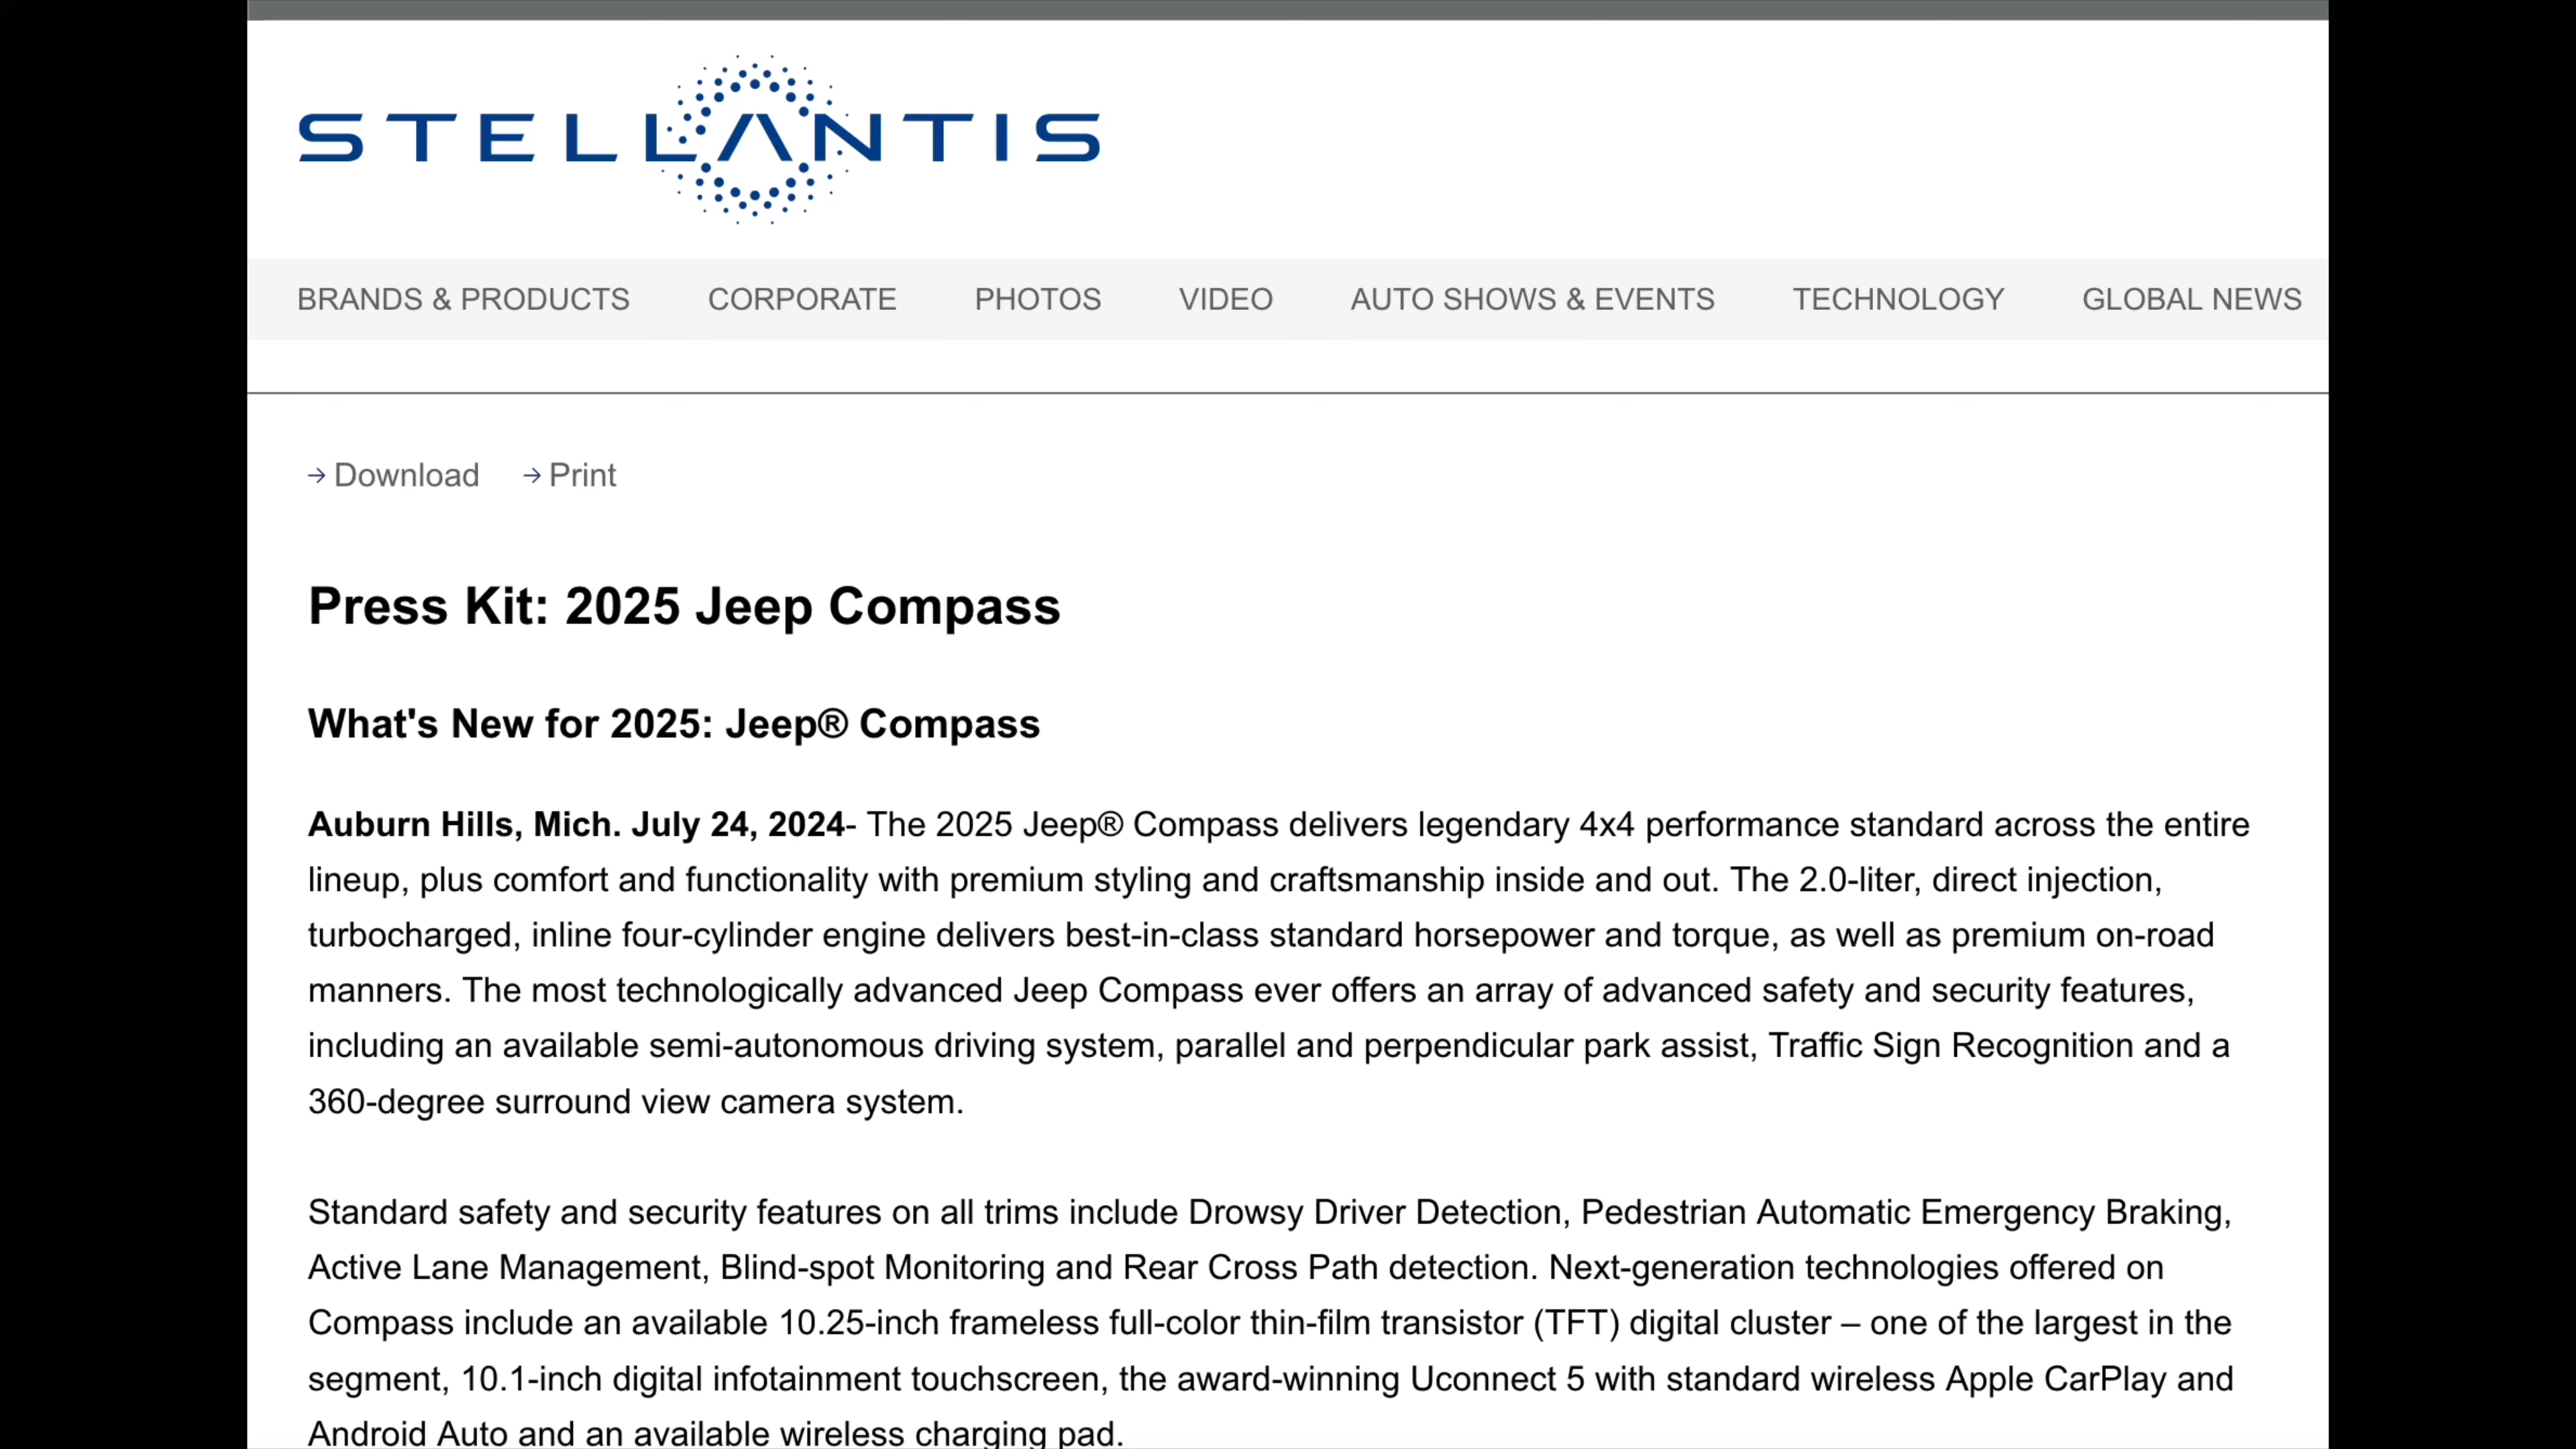 STELLANTIS
BRANDS & PRODUCTS CORPORATE PHOTOS VIDEO AUTO SHOWS & EVENTS TECHNOLOGY GLOBAL NEWS
→ Download → Print
Press Kit: 2025 Jeep Compass
What's New for 2025: Jeep® Compass
Auburn Hills, Mich. July 24, 2024- The 2025 Jeep® Compass delivers legendary 4x4 performance standard across the entire
lineup, plus comfort and functionality with premium styling and craftsmanship inside and out. The 2.0-liter, direct injection,
turbocharged, inline four-cylinder engine delivers best-in-class standard horsepower and torque, as well as premium on-road
manners. The most technologically advanced Jeep Compass ever offers an array of advanced safety and security features,
including an available semi-autonomous driving system, parallel and perpendicular park assist, Traffic Sign Recognition and a
360-degree surround view camera system.
Standard safety and security features on all trims include Drowsy Driver Detection, Pedestrian Automatic Emergency Braking,
Active Lane Management, Blind-spot Monitoring and Rear Cross Path detection. Next-generation technologies offered on
Compass include an available 10.25-inch frameless full-color thin-film transistor (TFT) digital cluster – one of the largest in the
segment, 10.1-inch digital infotainment touchscreen, the award-winning Uconnect 5 with standard wireless Apple CarPlay and
Android Auto and an available wireless charging pad.